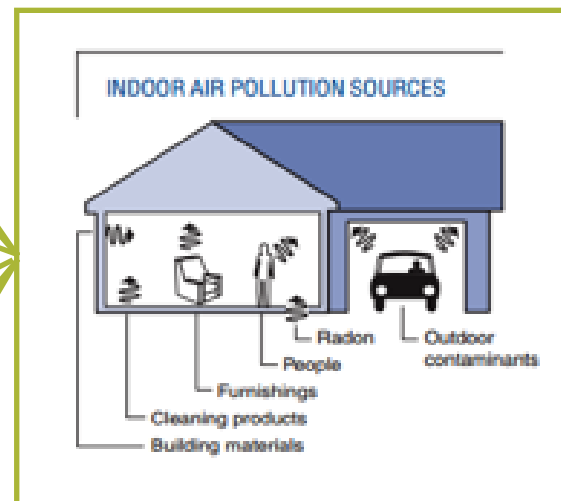 INDOOR AIR POLLUTION SOURCES
Radon
Outdoor
contaminants
People
Furnishings
Cleaning products
Building materials